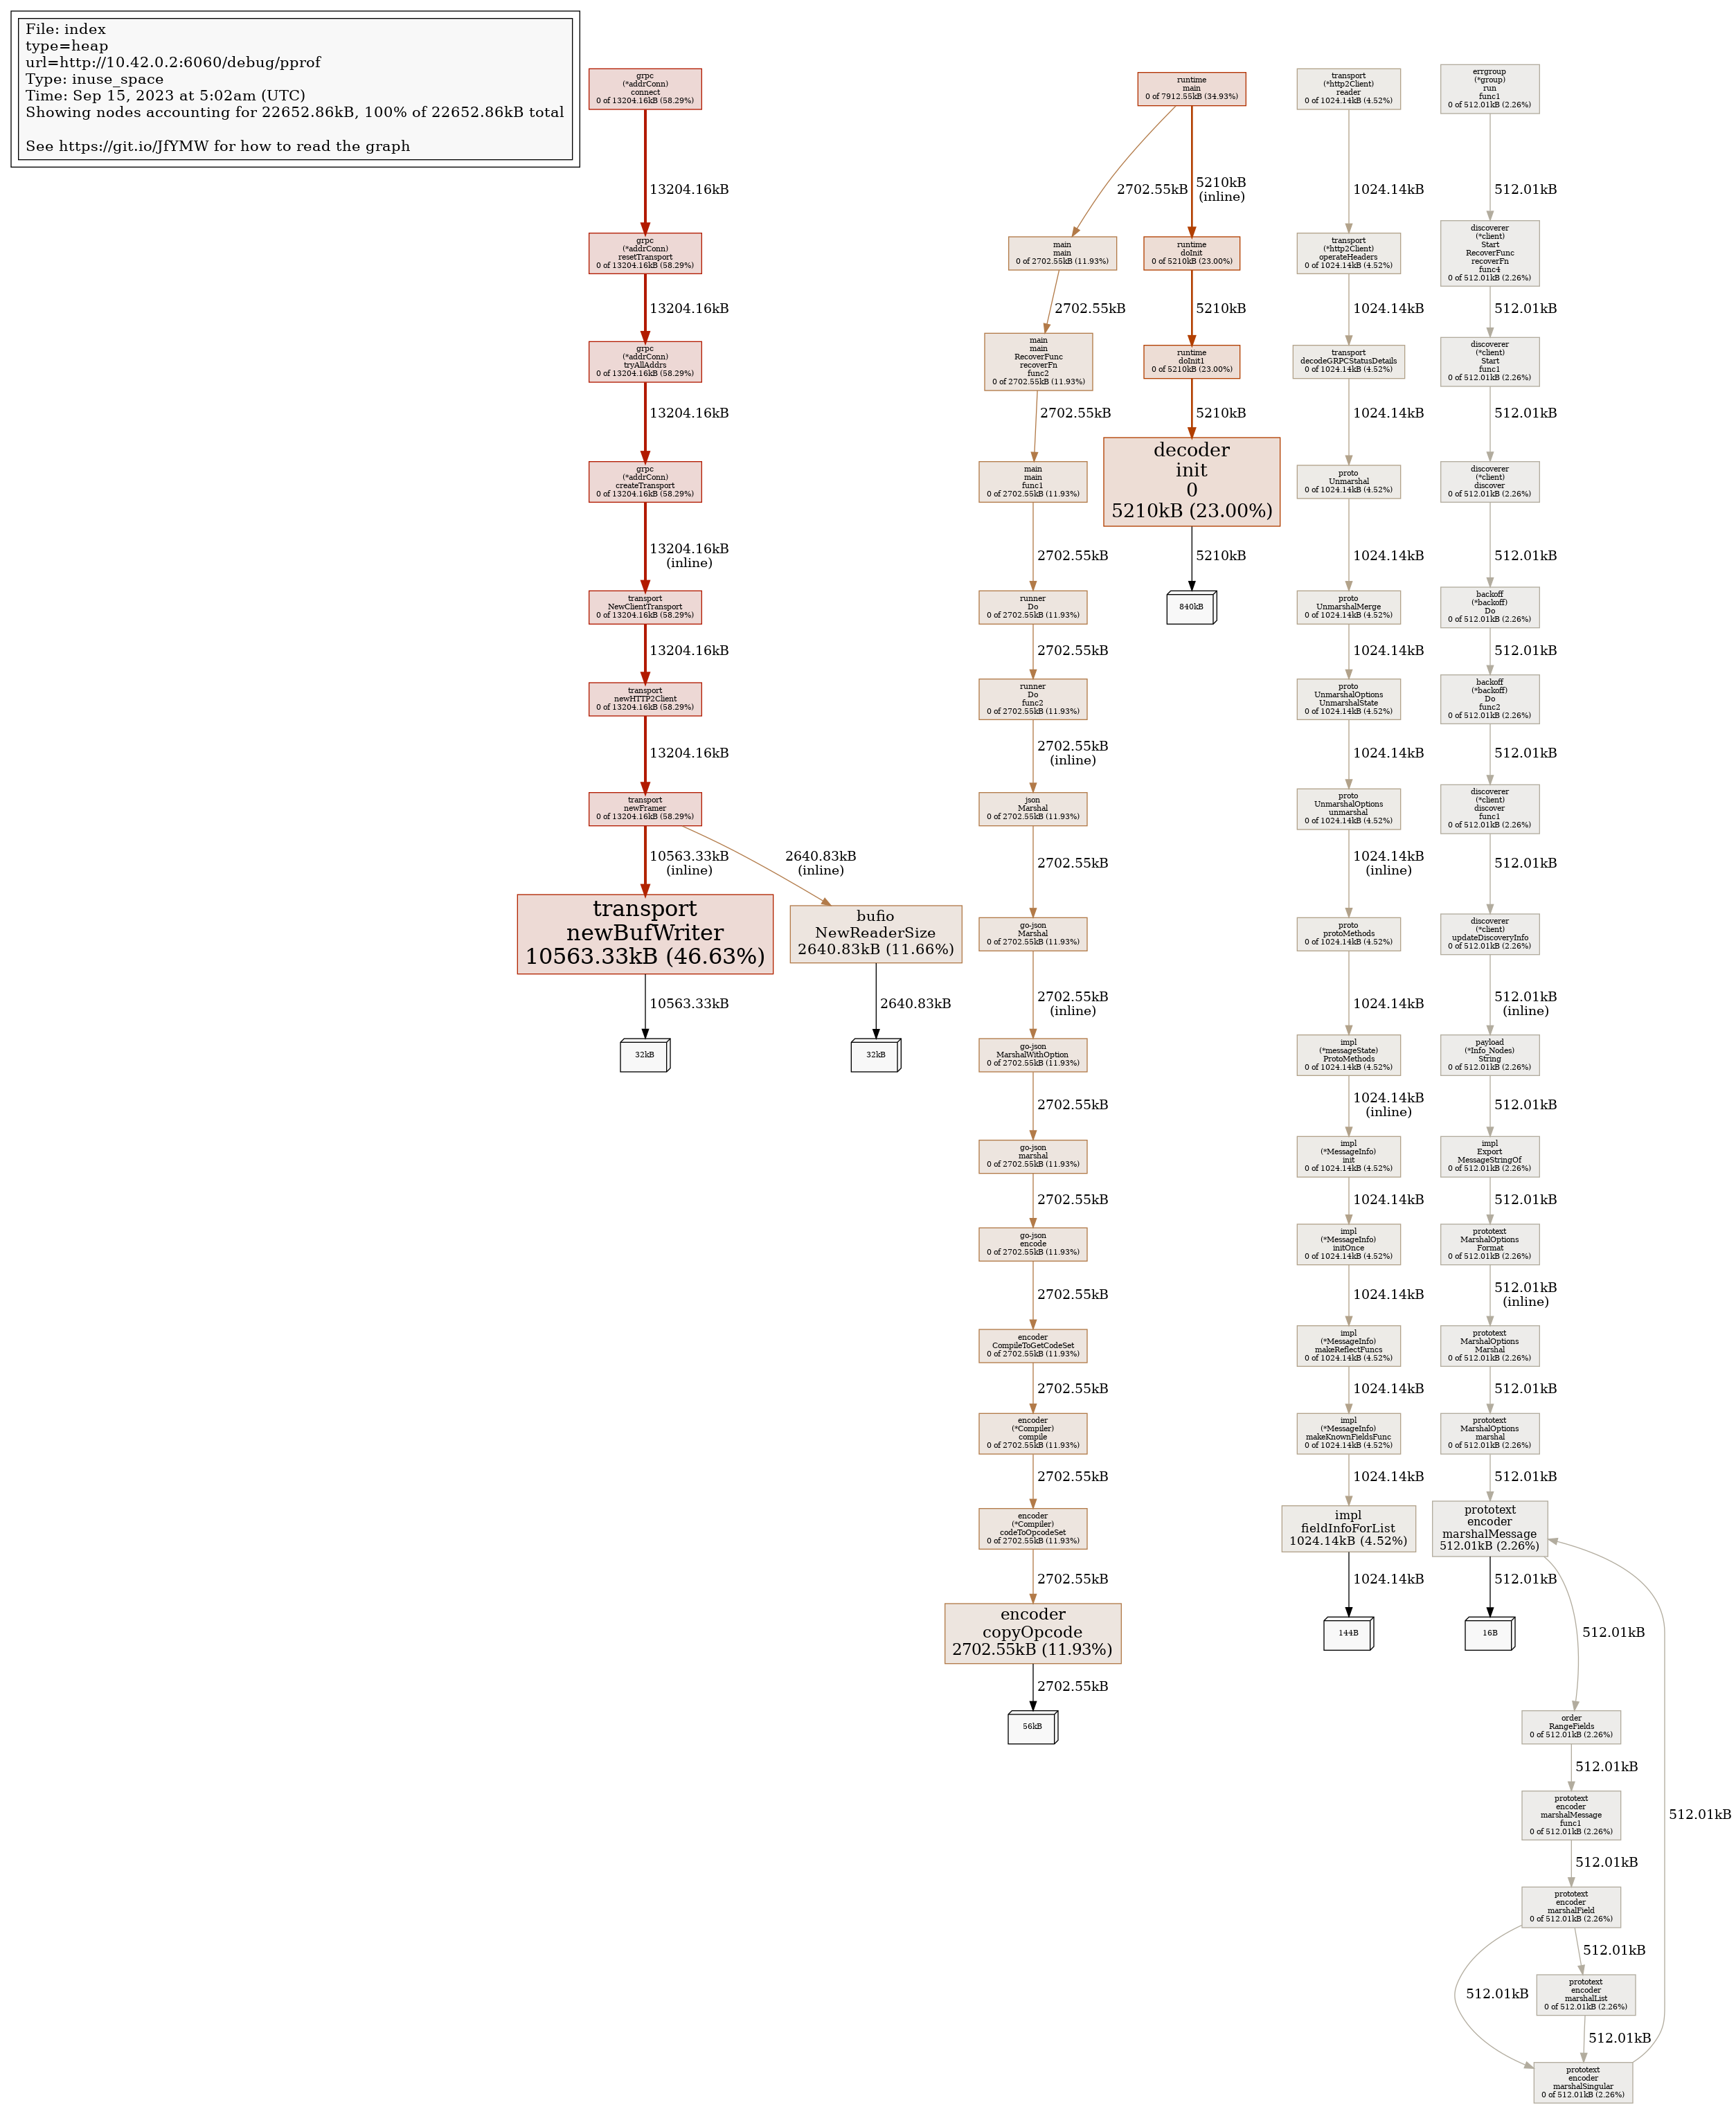 File: index
type=heap
url=http://10.42.0.2:6060/debug/pprof
Type: inuse_space
Time: Sep 15, 2023 at 5:02am (UTC)
Showing nodes accounting for 22652.86kB, 100% of 22652.86kB total
See https://git.io/JfYMW for how to read the graph
grpc
(*addrConn)
connect
0 of 13204.16kB (58.29%)
13204.16kB
grpc
(*addrConn)
resetTransport
0 of 13204.16kB (58.29%)
13204.16kB
grpc
(*addrConn)
tryAllAddrs
0 of 13204.16kB (58.29%)
13204.16kB
grpc
(*addrConn)
createTransport
0 of 13204.16kB (58.29%)
13204.16kB
(inline)
transport
NewClientTransport
0 of 13204.16kB (58.29%)
13204.16kB
transport
newHTTP2Client
0 of 13204.16kB (58.29%)
13204.16kB
transport
newFramer
0 of 13204.16kB (58.29%)
10563.33kB
(inline)
2640.83kB
(inline)
transport
newBufWriter
10563.33kB (46.63%)
10563.33kB
32kB
bufio
NewReaderSize
2640.83kB (11.66%)
2640.83kB
32kB
runtime
main
0 of 7912.55kB (34.93%)
2702.55kB
5210kB
(inline)
main
main
0 of 2702.55kB (11.93%)
2702.55kB
main
main
RecoverFunc
recoverFn
func2
0 of 2702.55kB (11.93%)
2702.55kB
main
main
func1
0 of 2702.55kB (11.93%)
2702.55kB
runner
Do
0 of 2702.55kB (11.93%)
2702.55kB
runner
Do
func2
0 of 2702.55kB (11.93%)
2702.55kB
(inline)
json
Marshal
0 of 2702.55kB (11.93%)
2702.55kB
go-json
Marshal
0 of 2702.55kB (11.93%)
2702.55kB
(inline)
go-json
MarshalWithOption
0 of 2702.55kB (11.93%)
2702.55kB
go-json
marshal
0 of 2702.55kB (11.93%)
2702.55kB
go-json
encode
0 of 2702.55kB (11.93%)
2702.55kB
encoder
CompileToGetCodeSet
0 of 2702.55kB (11.93%)
2702.55kB
encoder
(*Compiler)
compile
0 of 2702.55kB (11.93%)
2702.55kB
encoder
(*Compiler)
codeToOpcodeSet
0 of 2702.55kB (11.93%)
2702.55kB
encoder
copyOpcode
2702.55kB (11.93%)
2702.55kB
56kB
runtime
doInit
0 of 5210kB (23.00%)
5210kB
runtime
doInit1
0 of 5210kB (23.00%)
5210kB
decoder
init
0
5210kB (23.00%)
5210kB
840kB
transport
(*http2Client)
reader
0 of 1024.14kB (4.52%)
1024.14kB
transport
(*http2Client)
operateHeaders
0 of 1024.14kB (4.52%)
1024.14kB
transport
decodeGRPCStatusDetails
0 of 1024.14kB (4.52%)
1024.14kB
proto
Unmarshal
0 of 1024.14kB (4.52%)
1024.14kB
proto
UnmarshalMerge
0 of 1024.14kB (4.52%)
1024.14kB
proto
UnmarshalOptions
UnmarshalState
0 of 1024.14kB (4.52%)
1024.14kB
proto
UnmarshalOptions
unmarshal
0 of 1024.14kB (4.52%)
1024.14kB
(inline)
proto
protoMethods
0 of 1024.14kB (4.52%)
1024.14kB
impl
(*messageState)
ProtoMethods
0 of 1024.14kB (4.52%)
1024.14kB
(inline)
impl
(*MessageInfo)
init
0 of 1024.14kB (4.52%)
1024.14kB
impl
(*MessageInfo)
initOnce
0 of 1024.14kB (4.52%)
1024.14kB
impl
(*MessageInfo)
makeReflectFuncs
0 of 1024.14kB (4.52%)
1024.14kB
impl
(*MessageInfo)
makeKnownFieldsFunc
0 of 1024.14kB (4.52%)
1024.14kB
impl
fieldInfoForList
1024.14kB (4.52%)
1024.14kB
144B
errgroup
(*group)
run
func1
0 of 512.01kB (2.26%)
512.01kB
discoverer
(*client)
Start
RecoverFunc
recoverFn
func4
0 of 512.01kB (2.26%)
512.01kB
discoverer
(*client)
Start
func1
0 of 512.01kB (2.26%)
512.01kB
discoverer
(*client)
discover
0 of 512.01kB (2.26%)
512.01kB
backoff
(*backoff)
Do
0 of 512.01kB (2.26%)
512.01kB
backoff
(*backoff)
Do
func2
0 of 512.01kB (2.26%)
512.01kB
discoverer
(*client)
discover
func1
0 of 512.01kB (2.26%)
512.01kB
discoverer
(*client)
updateDiscoveryInfo
0 of 512.01kB (2.26%)
512.01kB
(inline)
payload
(*Info_Nodes)
String
0 of 512.01kB (2.26%)
512.01kB
impl
Export
MessageStringOf
0 of 512.01kB (2.26%)
512.01kB
prototext
MarshalOptions
Format
0 of 512.01kB (2.26%)
512.01kB
(inline)
prototext
MarshalOptions
Marshal
0 of 512.01kB (2.26%)
512.01kB
prototext
MarshalOptions
marshal
0 of 512.01kB (2.26%)
512.01kB
prototext
encoder
marshalMessage
512.01kB (2.26%)
512.01kB
16B
512.01kB
order
RangeFields
0 of 512.01kB (2.26%)
512.01kB
prototext
encoder
marshalMessage
func1
0 of 512.01kB (2.26%)
512.01kB
512.01kB
prototext
encoder
marshalField
0 of 512.01kB (2.26%)
512.01kB
512.01kB
prototext
encoder
marshalList
0 of 512.01kB (2.26%)
512.01kB
prototext
encoder
marshalSingular
0 of 512.01kB (2.26%)